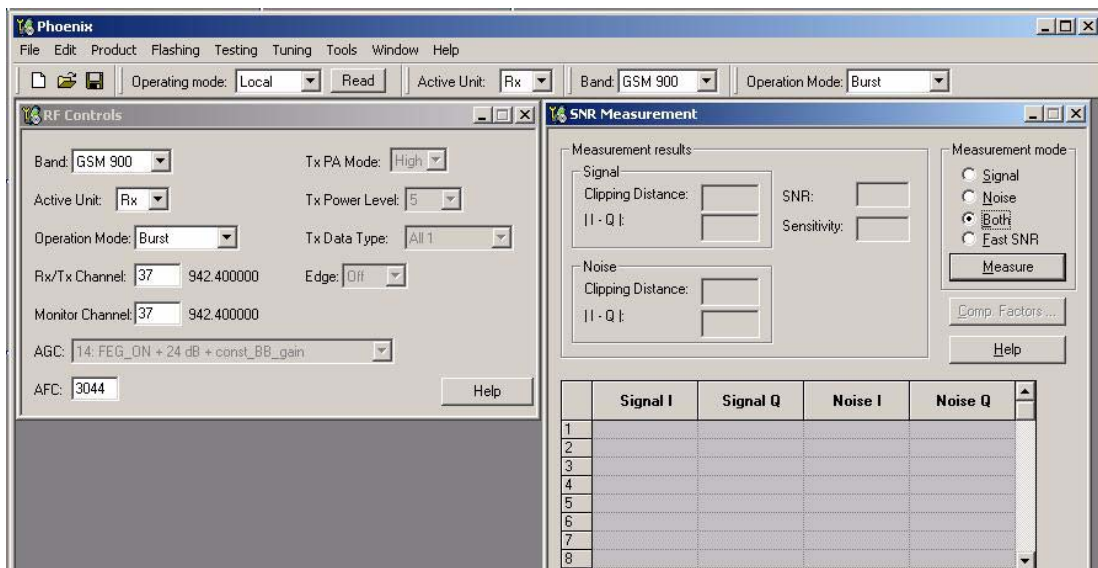 Phoenix
File Edit Product Flashing Testing Tuning Tools Window Help
Operating mode: Local Read Active Unit: Rx Band: GSM 900 Operation Mode: Burst
RF Controls
Band: GSM 900 Tx PA Mode: High
Active Unit: Rx Tx Power Level: 5
Operation Mode: Burst Tx Data Type: All 1
Rx/Tx Channel: 37 942.400000 Edge: Off
Monitor Channel: 37 942.400000
AGC: 14: FEG_ON + 24 dB + const_BB_gain
AFC: 3044 Help
SNR Measurement
Measurement results
Signal
Clipping Distance: SNR:
|I - Q|: Sensitivity:
Noise
Clipping Distance:
|I - Q|:
Measurement mode
Signal
Noise
Both
Fast SNR
Measure
Comp. Factors ...
Help
Signal I Signal Q Noise I Noise Q
1
2
3
4
5
6
7
8